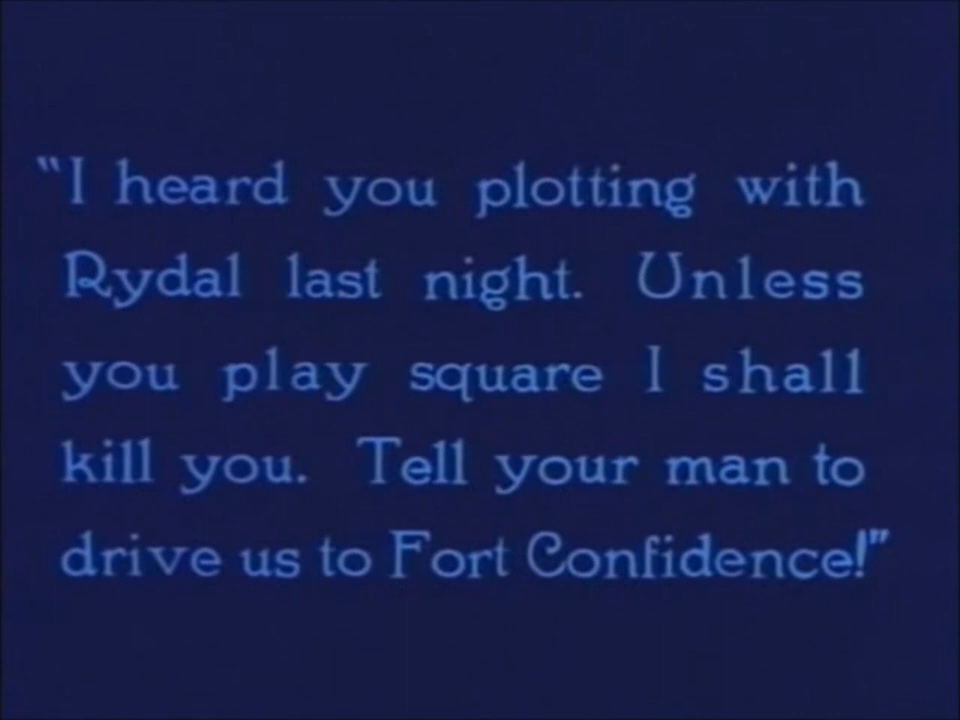 "I heard you plotting with
Rydal last night. Unless
you play square I shall
kill you. Tell your man to
drive us to Fort Confidence!"